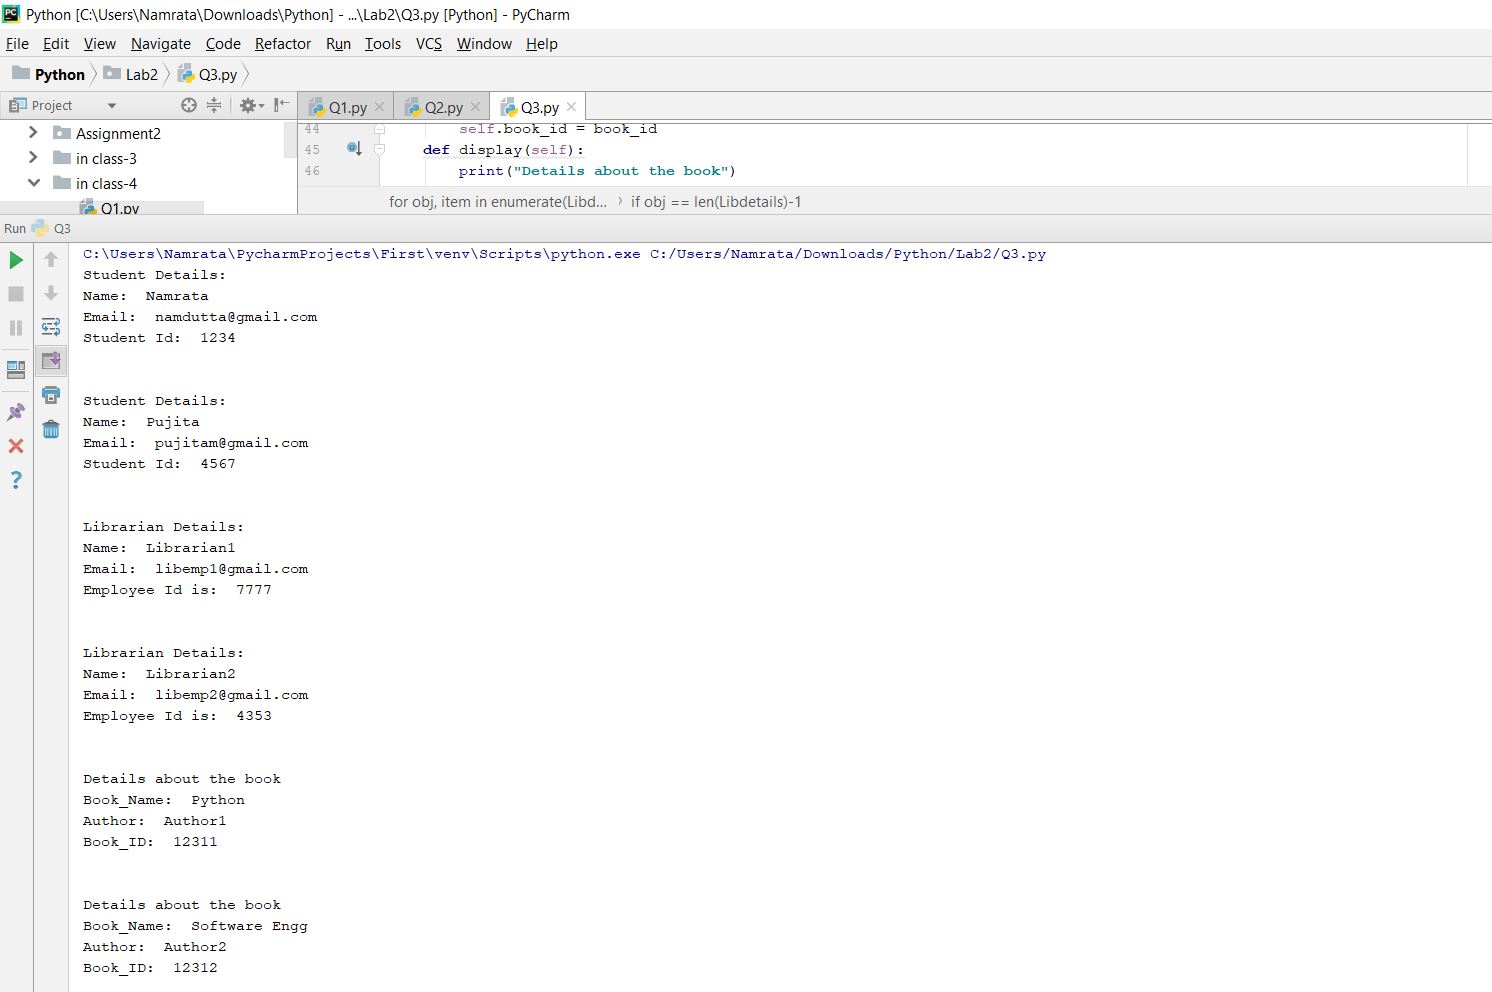 PC Python [C:\Users\Namrata\Downloads\Python] - ...\Lab2\Q3.py [Python] - PyCharm
File Edit View Navigate Code Refactor Run Tools VCS Window Help
Python Lab2 Q3.py
Project Q1.py Q2.py Q3.py
Assignment2
in class-3
in class-4
Q1.py
44 self.book_id = book_id
45 def display(self):
46 print("Details about the book")
for obj, item in enumerate(Libd... › if obj == len(Libdetails)-1
Run Q3
C:\Users\Namrata\PycharmProjects\First\venv\Scripts\python.exe C:/Users/Namrata/Downloads/Python/Lab2/Q3.py
Student Details:
Name:  Namrata
Email:  namdutta@gmail.com
Student Id:  1234
Student Details:
Name:  Pujita
Email:  pujitam@gmail.com
Student Id:  4567
Librarian Details:
Name:  Librarian1
Email:  libemp1@gmail.com
Employee Id is:  7777
Librarian Details:
Name:  Librarian2
Email:  libemp2@gmail.com
Employee Id is:  4353
Details about the book
Book_Name:  Python
Author:  Author1
Book_ID:  12311
Details about the book
Book_Name:  Software Engg
Author:  Author2
Book_ID:  12312